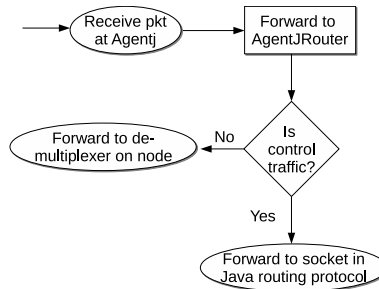 Receive pkt
at Agentj
Forward to
AgentJRouter
Is
control
traffic?
No
Forward to de-
multiplexer on node
Yes
Forward to socket in
Java routing protocol